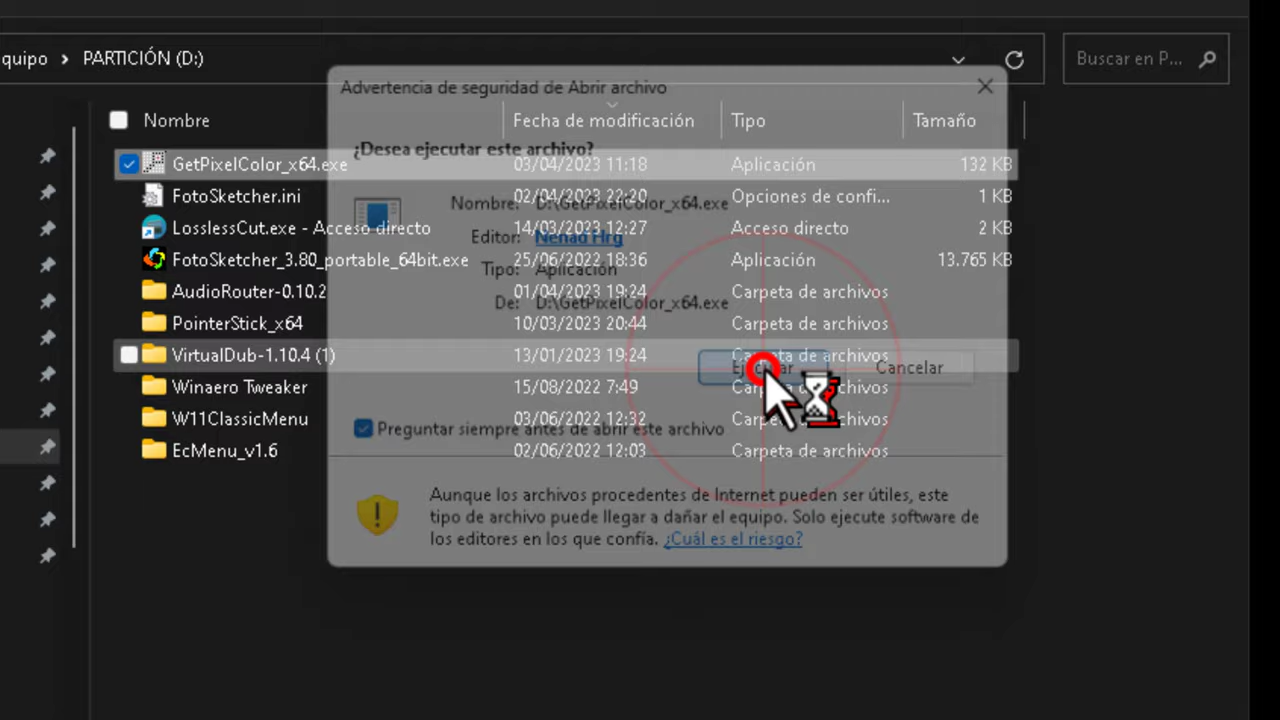 equipo > PARTICIÓN (D:)
Buscar en P...
Advertencia de seguridad de Abrir archivo
Nombre Fecha de modificación Tipo Tamaño
¿Desea ejecutar este archivo?
GetPixelColor_x64.exe 03/04/2023 11:18 Aplicación 132 KB
FotoSketcher.ini 02/04/2023 22:20 Opciones de confi... 1 KB
Nombre: D:\GetPixelColor_x64.exe
LosslessCut.exe - Acceso directo 14/03/2023 12:27 Acceso directo 2 KB
Editor: Nenad Hrg
FotoSketcher_3.80_portable_64bit.exe 25/06/2022 18:36 Aplicación 13.765 KB
Tipo: Aplicación
AudioRouter-0.10.2 01/04/2023 19:24 Carpeta de archivos
De: D:\GetPixelColor_x64.exe
PointerStick_x64 10/03/2023 20:44 Carpeta de archivos
VirtualDub-1.10.4 (1) 13/01/2023 19:24 Carpeta de archivos
Ejecutar Cancelar
Winaero Tweaker 15/08/2022 7:49 Carpeta de archivos
W11ClassicMenu 03/06/2022 12:32 Carpeta de archivos
Preguntar siempre antes de abrir este archivo
EcMenu_v1.6 02/06/2022 12:03 Carpeta de archivos
Aunque los archivos procedentes de Internet pueden ser útiles, este
tipo de archivo puede llegar a dañar el equipo. Solo ejecute software de
los editores en los que confía. ¿Cuál es el riesgo?